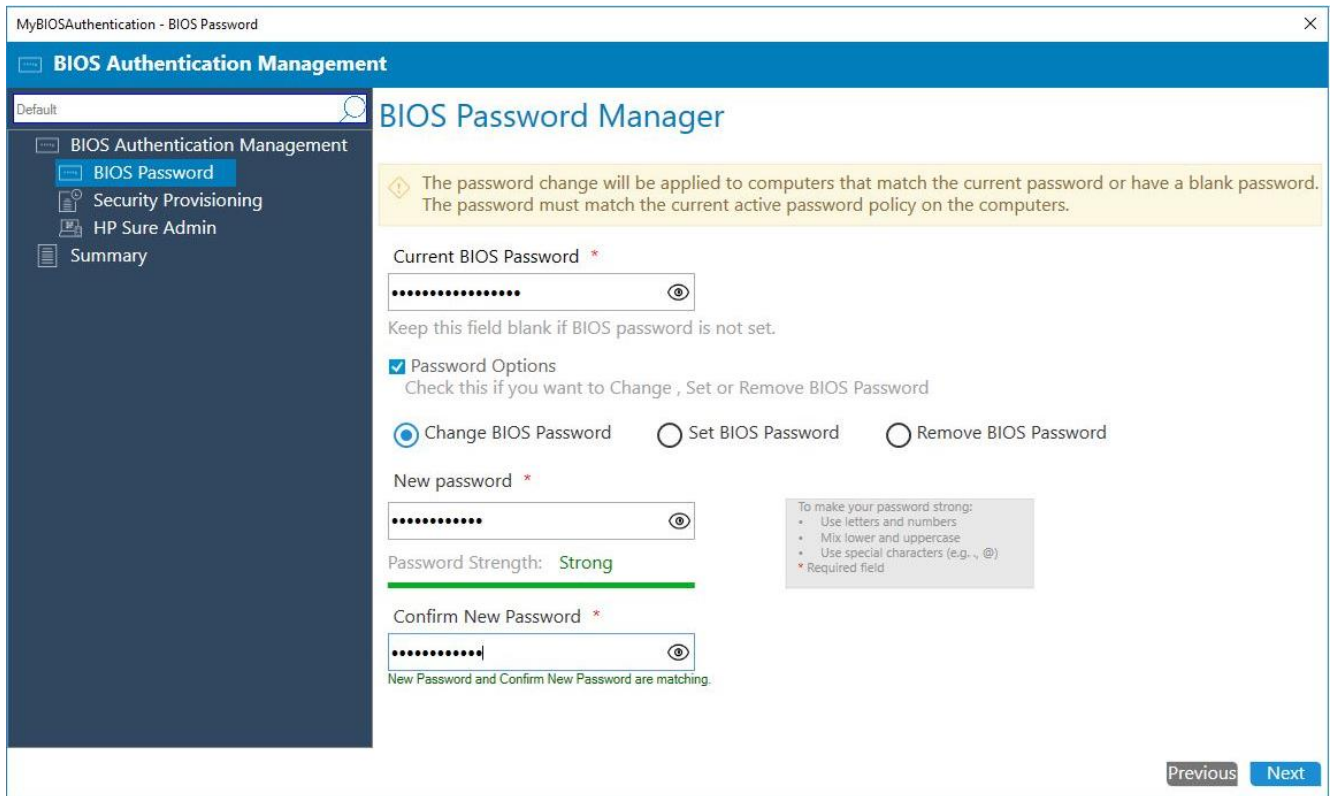 MyBIOSAuthentication - BIOS Password
BIOS Authentication Management
Default
BIOS Authentication Management
BIOS Password
Security Provisioning
HP Sure Admin
Summary
BIOS Password Manager
The password change will be applied to computers that match the current password or have a blank password.
The password must match the current active password policy on the computers.
Current BIOS Password *
•••••••••••••••••
Keep this field blank if BIOS password is not set.
Password Options
Check this if you want to Change , Set or Remove BIOS Password
Change BIOS Password
Set BIOS Password
Remove BIOS Password
New password *
••••••••••••
Password Strength: Strong
To make your password strong:
• Use letters and numbers
• Mix lower and uppercase
• Use special characters (e.g. ., @)
* Required field
Confirm New Password *
••••••••••••
New Password and Confirm New Password are matching.
Previous
Next